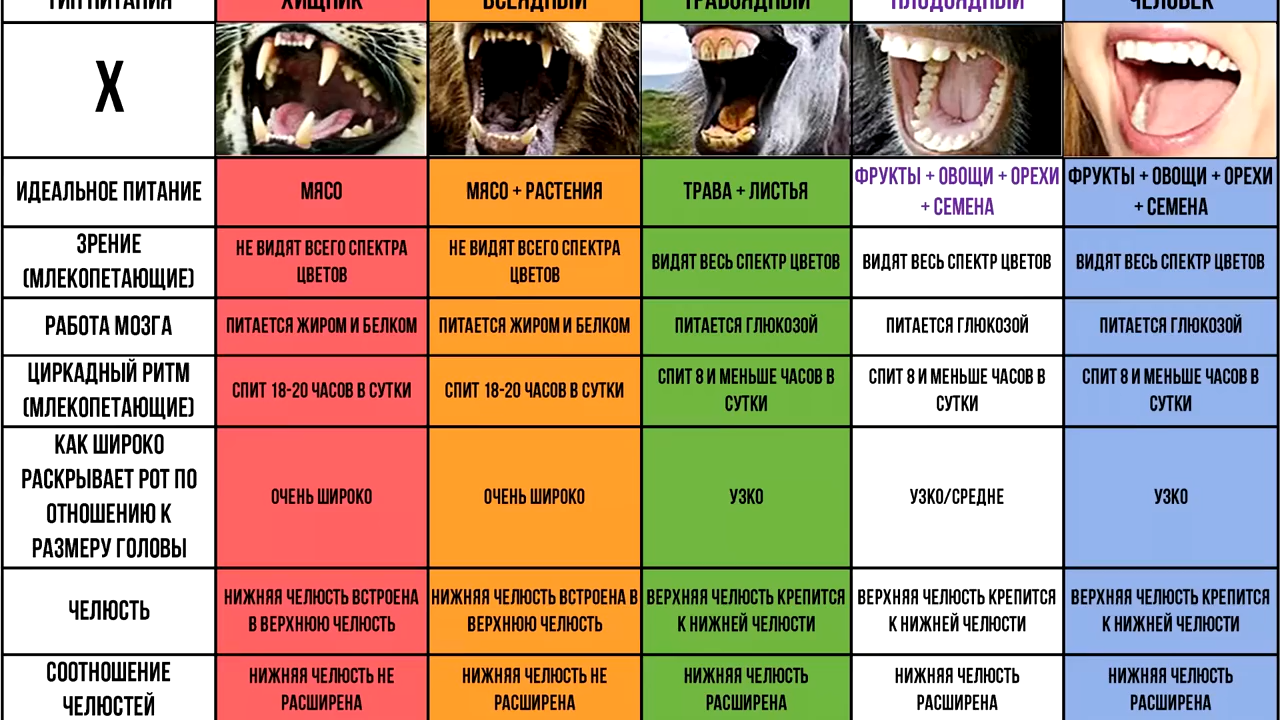 ТИП ПИТАНИЯ ХИЩНИК ВСЕЯДНЫЙ ТРАВОЯДНЫЙ ПЛОДОЯДНЫЙ ЧЕЛОВЕК
X
ИДЕАЛЬНОЕ ПИТАНИЕ
МЯСО
МЯСО + РАСТЕНИЯ
ТРАВА + ЛИСТЬЯ
ФРУКТЫ + ОВОЩИ + ОРЕХИ
+ СЕМЕНА
ФРУКТЫ + ОВОЩИ + ОРЕХИ
+ СЕМЕНА
ЗРЕНИЕ
(МЛЕКОПЕТАЮЩИЕ)
НЕ ВИДЯТ ВСЕГО СПЕКТРА
ЦВЕТОВ
НЕ ВИДЯТ ВСЕГО СПЕКТРА
ЦВЕТОВ
ВИДЯТ ВЕСЬ СПЕКТР ЦВЕТОВ
ВИДЯТ ВЕСЬ СПЕКТР ЦВЕТОВ
ВИДЯТ ВЕСЬ СПЕКТР ЦВЕТОВ
РАБОТА МОЗГА
ПИТАЕТСЯ ЖИРОМ И БЕЛКОМ
ПИТАЕТСЯ ЖИРОМ И БЕЛКОМ
ПИТАЕТСЯ ГЛЮКОЗОЙ
ПИТАЕТСЯ ГЛЮКОЗОЙ
ПИТАЕТСЯ ГЛЮКОЗОЙ
ЦИРКАДНЫЙ РИТМ
(МЛЕКОПЕТАЮЩИЕ)
СПИТ 18-20 ЧАСОВ В СУТКИ
СПИТ 18-20 ЧАСОВ В СУТКИ
СПИТ 8 И МЕНЬШЕ ЧАСОВ В
СУТКИ
СПИТ 8 И МЕНЬШЕ ЧАСОВ В
СУТКИ
СПИТ 8 И МЕНЬШЕ ЧАСОВ В
СУТКИ
КАК ШИРОКО
РАСКРЫВАЕТ РОТ ПО
ОТНОШЕНИЮ К
РАЗМЕРУ ГОЛОВЫ
ОЧЕНЬ ШИРОКО
ОЧЕНЬ ШИРОКО
УЗКО
УЗКО/СРЕДНЕ
УЗКО
ЧЕЛЮСТЬ
НИЖНЯЯ ЧЕЛЮСТЬ ВСТРОЕНА
В ВЕРХНЮЮ ЧЕЛЮСТЬ
НИЖНЯЯ ЧЕЛЮСТЬ ВСТРОЕНА В
ВЕРХНЮЮ ЧЕЛЮСТЬ
ВЕРХНЯЯ ЧЕЛЮСТЬ КРЕПИТСЯ
К НИЖНЕЙ ЧЕЛЮСТИ
ВЕРХНЯЯ ЧЕЛЮСТЬ КРЕПИТСЯ
К НИЖНЕЙ ЧЕЛЮСТИ
ВЕРХНЯЯ ЧЕЛЮСТЬ КРЕПИТСЯ
К НИЖНЕЙ ЧЕЛЮСТИ
СООТНОШЕНИЕ
ЧЕЛЮСТЕЙ
НИЖНЯЯ ЧЕЛЮСТЬ НЕ
РАСШИРЕНА
НИЖНЯЯ ЧЕЛЮСТЬ НЕ
РАСШИРЕНА
НИЖНЯЯ ЧЕЛЮСТЬ
РАСШИРЕНА
НИЖНЯЯ ЧЕЛЮСТЬ
РАСШИРЕНА
НИЖНЯЯ ЧЕЛЮСТЬ
РАСШИРЕНА